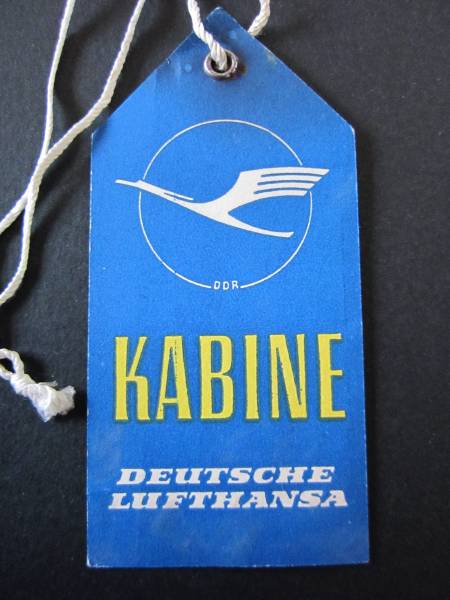 DDR
KABINE
DEUTSCHE
LUFTHANSA